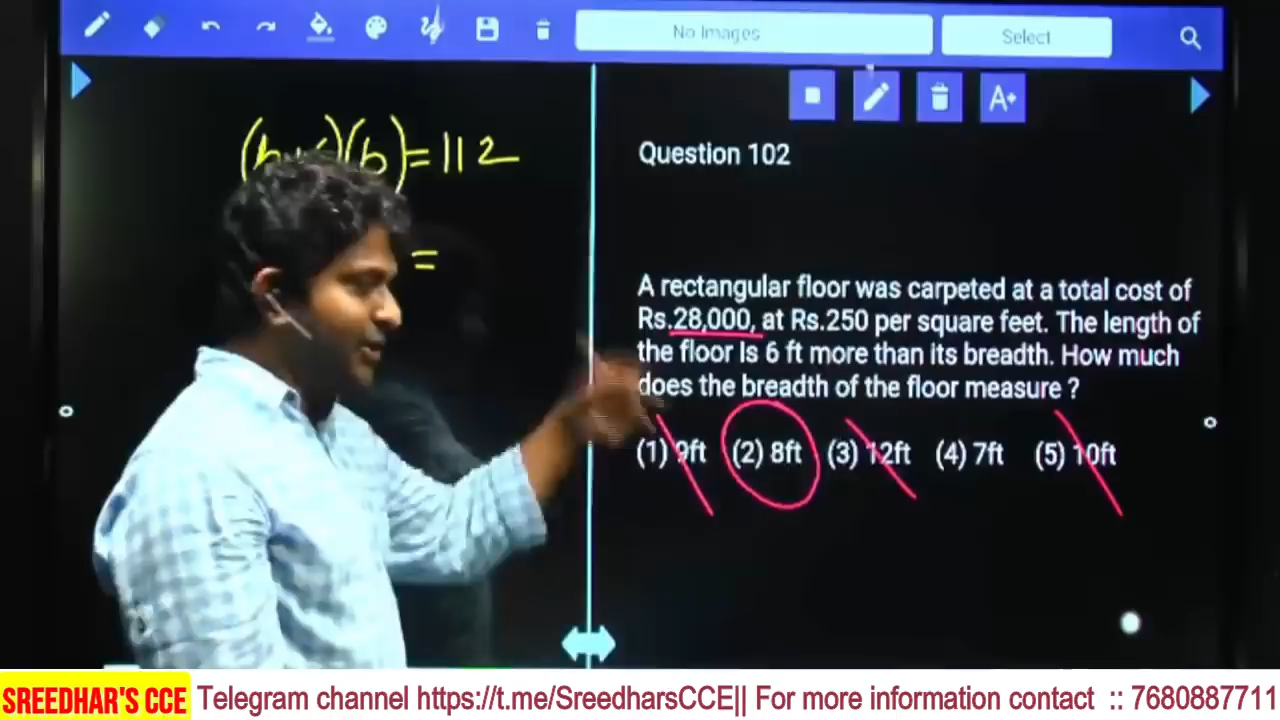 No Images
Select
A+
(b)=112
=
Question 102
A rectangular floor was carpeted at a total cost of
Rs.28,000, at Rs.250 per square feet. The length of
the floor Is 6 ft more than its breadth. How much
does the breadth of the floor measure ?
(1) 9ft (2) 8ft (3) 12ft (4) 7ft (5) 10ft
SREEDHAR'S CCE Telegram channel https://t.me/SreedharsCCE|| For more information contact :: 7680887711